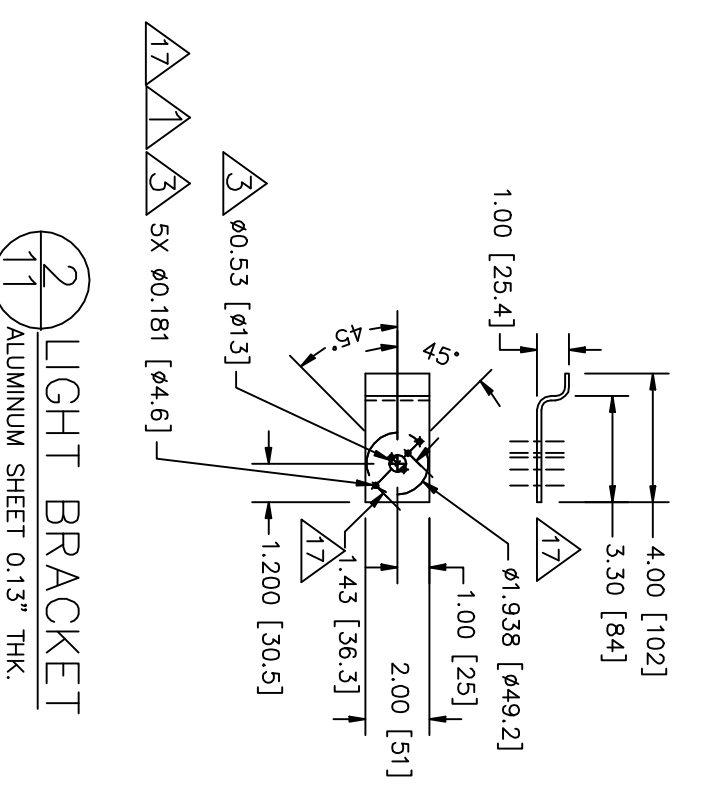 4.00 [102]
3.30 [84]
17
1.00 [25.4]
45°
45°
Ø1.938 [Ø49.2]
1.00 [25]
2.00 [51]
1.43 [36.3]
17
1.200 [30.5]
3 Ø0.53 [Ø13]
17 1 3 5X Ø0.181 [Ø4.6]
2
11
LIGHT BRACKET
ALUMINUM SHEET 0.13" THK.